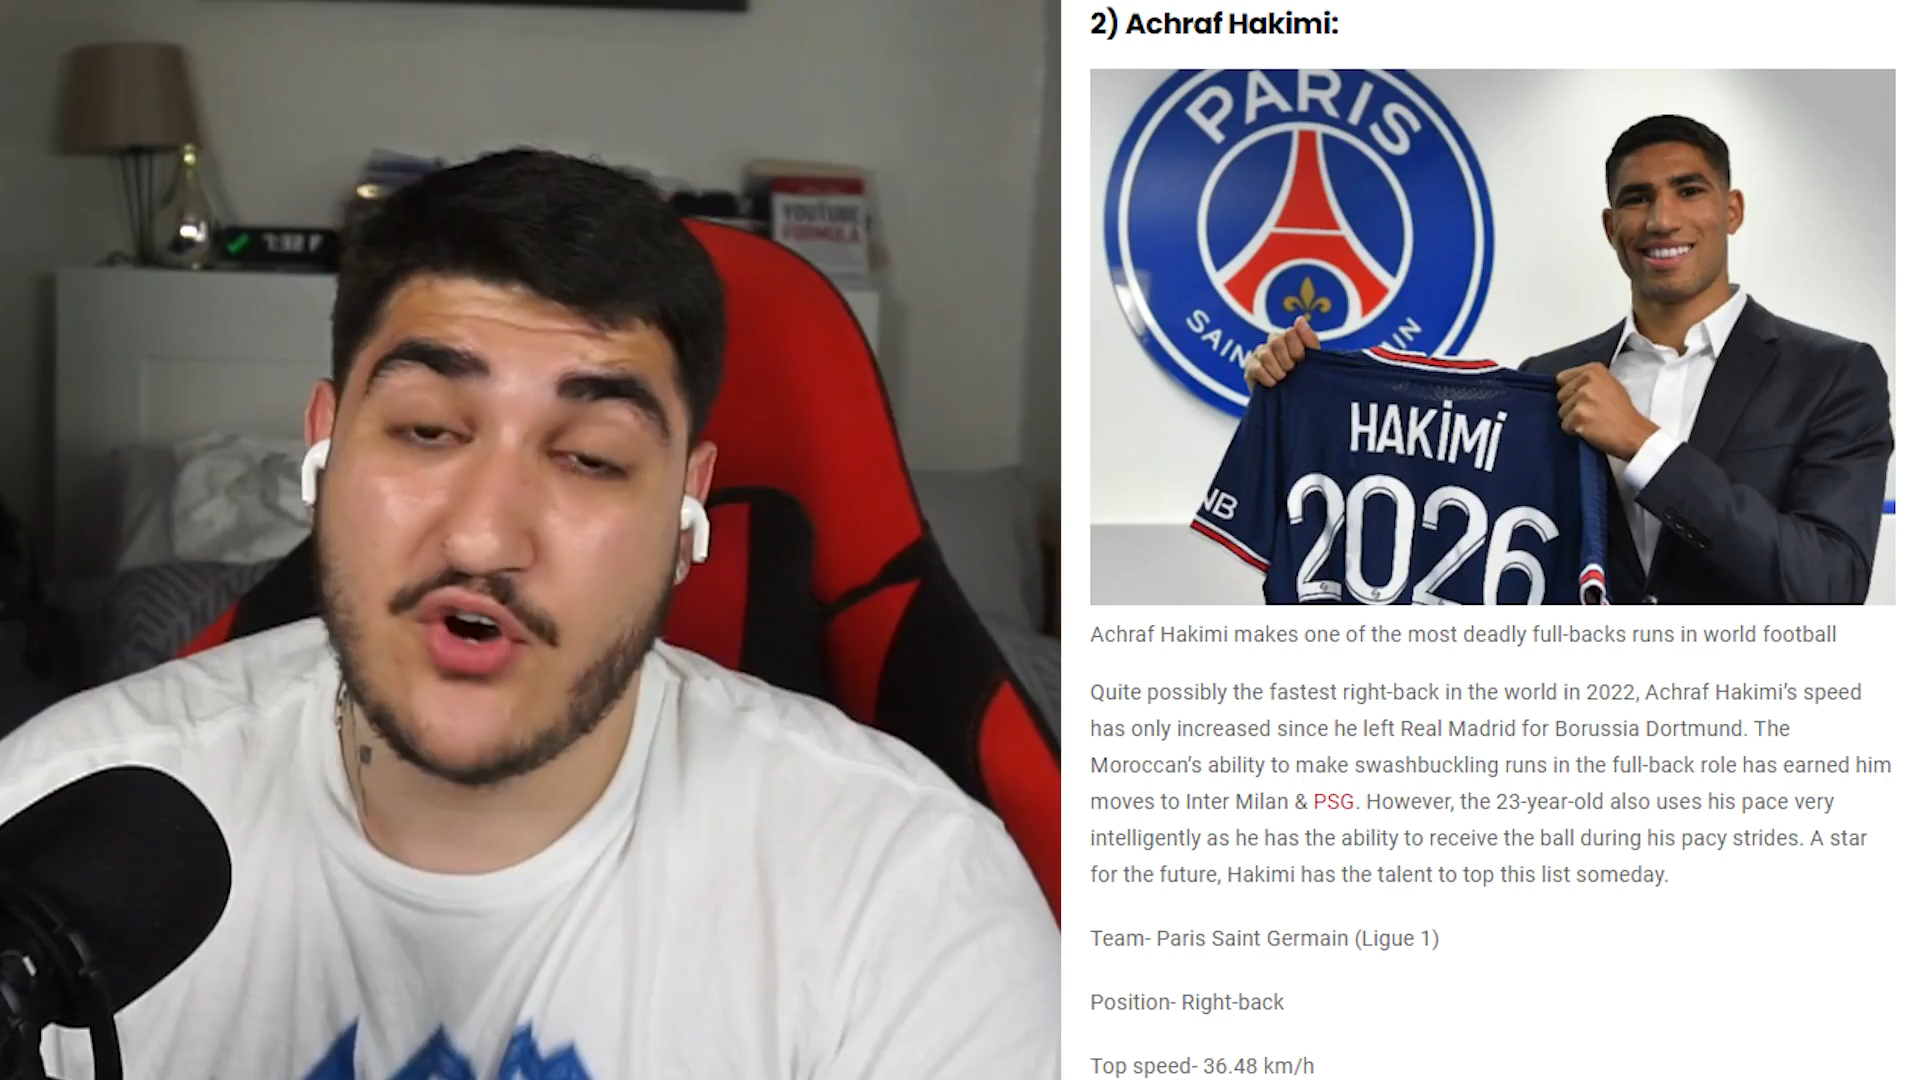 YOUTUBE
FORMULA
2) Achraf Hakimi:
PARIS
SAIN
IN
HAKİMİ
2026
NB
Achraf Hakimi makes one of the most deadly full-backs runs in world football
Quite possibly the fastest right-back in the world in 2022, Achraf Hakimi’s speed
has only increased since he left Real Madrid for Borussia Dortmund. The
Moroccan’s ability to make swashbuckling runs in the full-back role has earned him
moves to Inter Milan & PSG. However, the 23-year-old also uses his pace very
intelligently as he has the ability to receive the ball during his pacy strides. A star
for the future, Hakimi has the talent to top this list someday.
Team- Paris Saint Germain (Ligue 1)
Position- Right-back
Top speed- 36.48 km/h